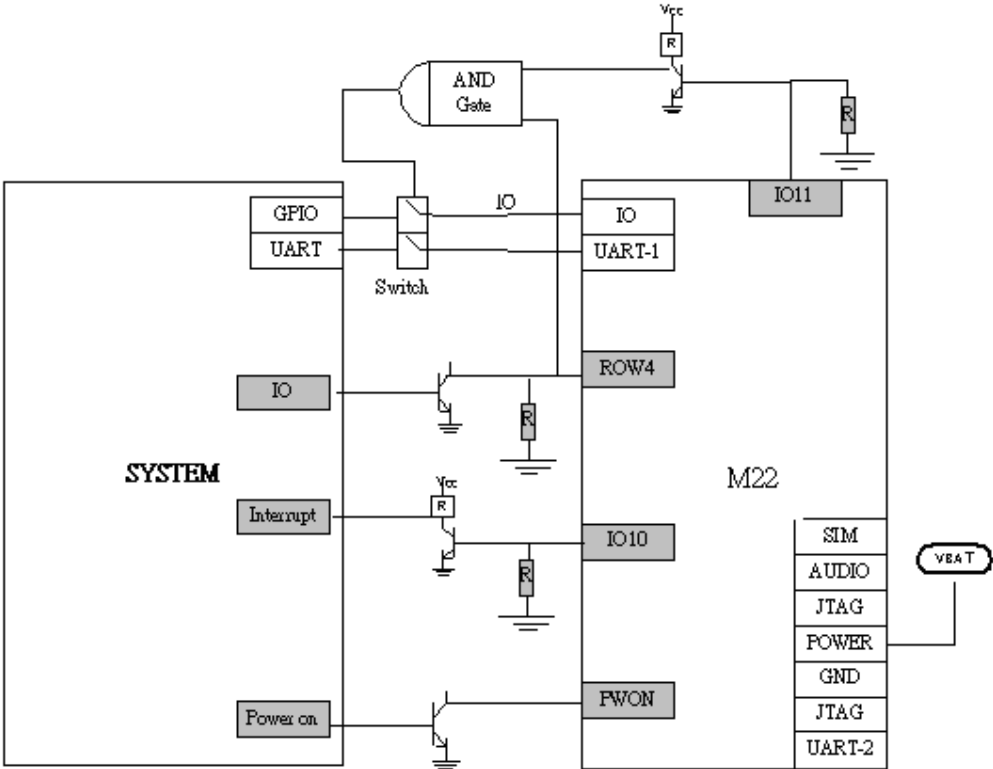 Vcc
R
AND
Gate
R
IO11
GPIO
IO
IO
UART
UART-1
Switch
ROW4
IO
R
SYSTEM
M22
Vcc
R
Interrupt
IO10
SIM
VBAT
AUDIO
R
JTAG
POWER
GND
PWON
Power on
JTAG
UART-2